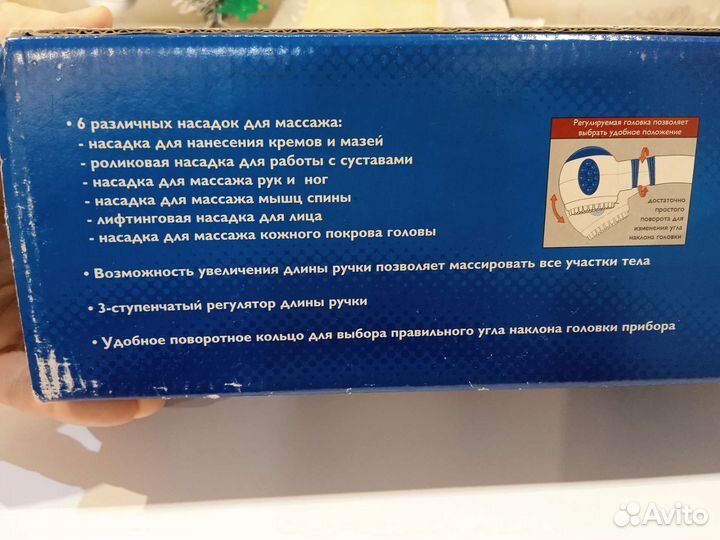 • 6 различных насадок для массажа:
- насадка для нанесения кремов и мазей
- роликовая насадка для работы с суставами
- насадка для массажа рук и ног
- насадка для массажа мышц спины
- лифтинговая насадка для лица
- насадка для массажа кожного покрова головы
• Возможность увеличения длины ручки позволяет массировать все участки тела
• 3-ступенчатый регулятор длины ручки
• Удобное поворотное кольцо для выбора правильного угла наклона головки прибора
Регулируемая головка позволяет
выбрать удобное положение
достаточно
простого
поворота для
изменения угла
наклона головки
Avito